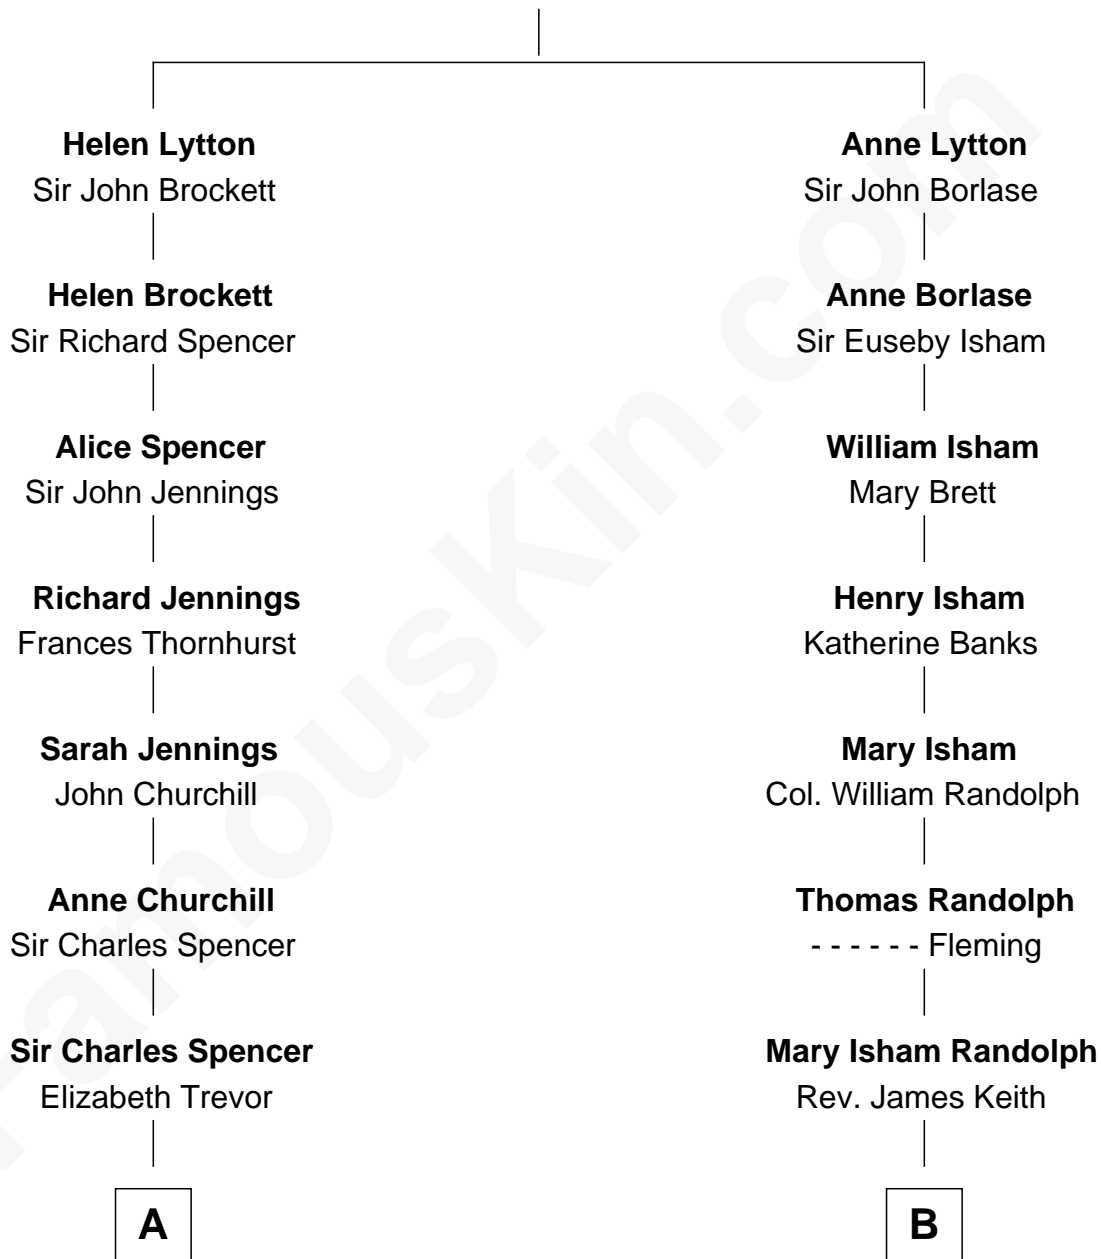 Helen Lytton
Sir John Brockett
Helen Brockett
Sir Richard Spencer
Alice Spencer
Sir John Jennings
Richard Jennings
Frances Thornhurst
Sarah Jennings
John Churchill
Anne Churchill
Sir Charles Spencer
Sir Charles Spencer
Elizabeth Trevor
A
Anne Lytton
Sir John Borlase
Anne Borlase
Sir Euseby Isham
William Isham
Mary Brett
Henry Isham
Katherine Banks
Mary Isham
Col. William Randolph
Thomas Randolph
- - - - - - Fleming
Mary Isham Randolph
Rev. James Keith
B
FamousKin.com